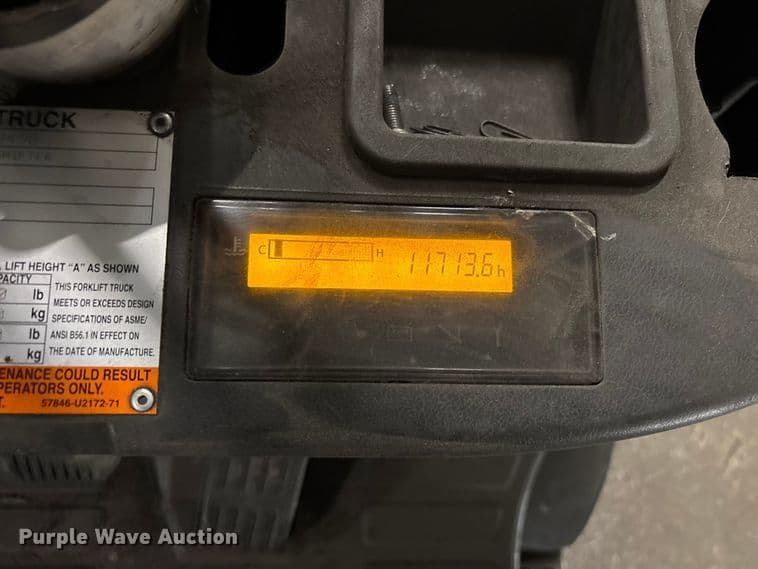 TRUCK
LIFT HEIGHT "A" AS SHOWN
PACITY
THIS FORKLIFT TRUCK
lb
MEETS OR EXCEEDS DESIGN
kg
SPECIFICATIONS OF ASME/
lb
ANSI B56.1 IN EFFECT ON
kg
THE DATE OF MANUFACTURE.
ENANCE COULD RESULT
PERATORS ONLY.
T.
57846-U2172-71
C H 11713.6 h
Purple Wave Auction®